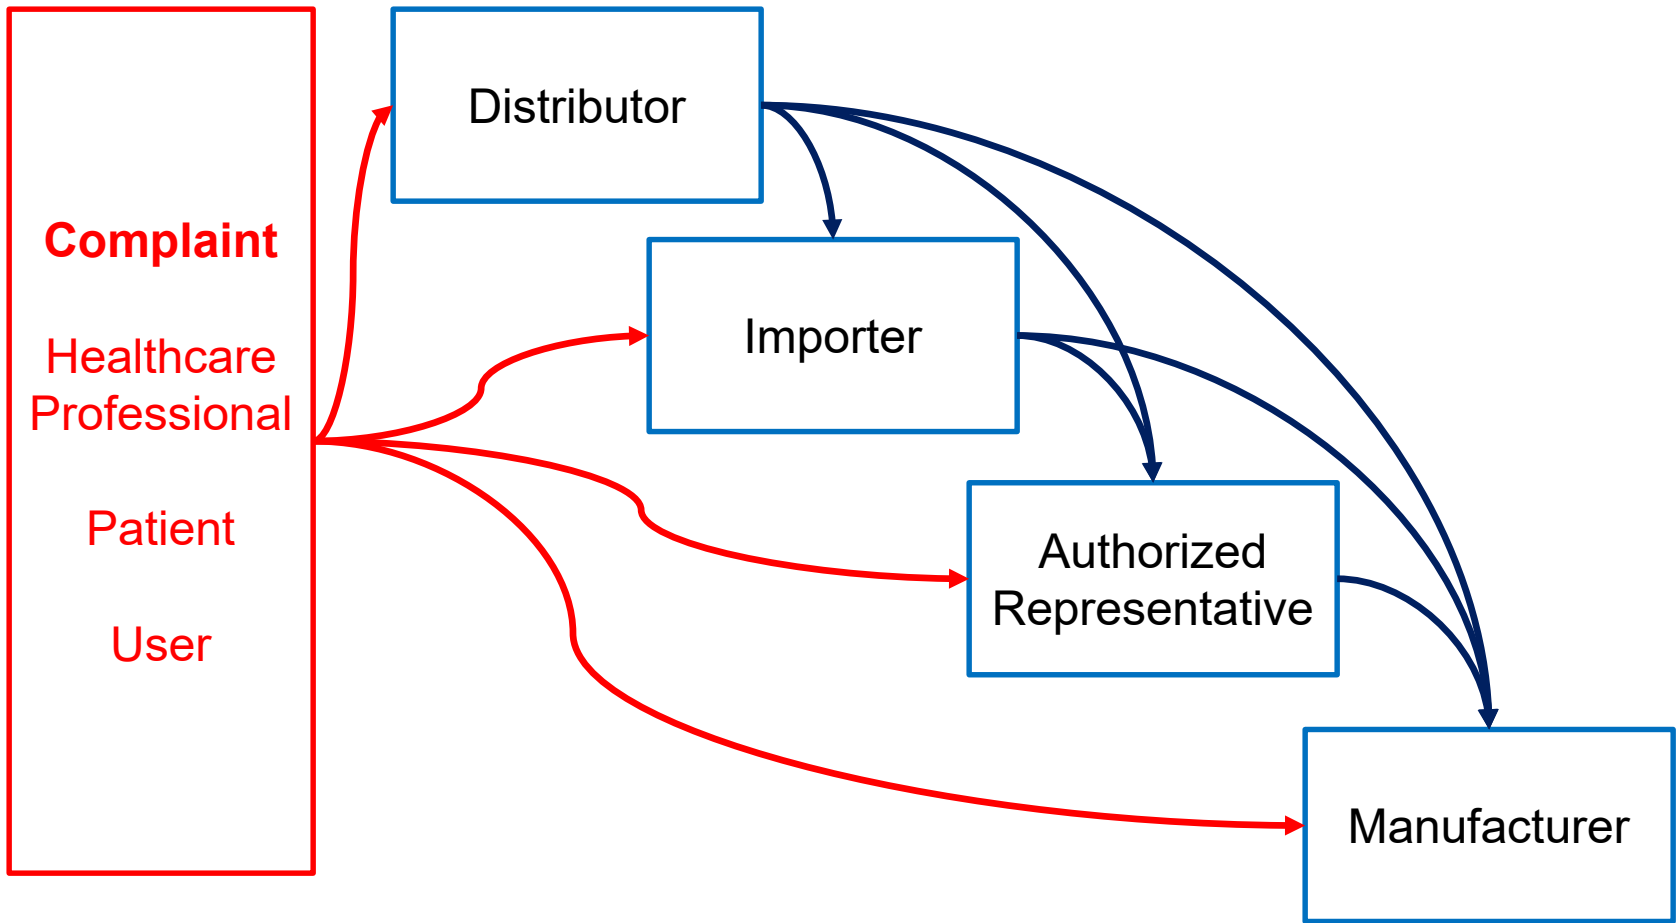 Complaint
Healthcare
Professional
Patient
User
Distributor
Importer
Authorized
Representative
Manufacturer